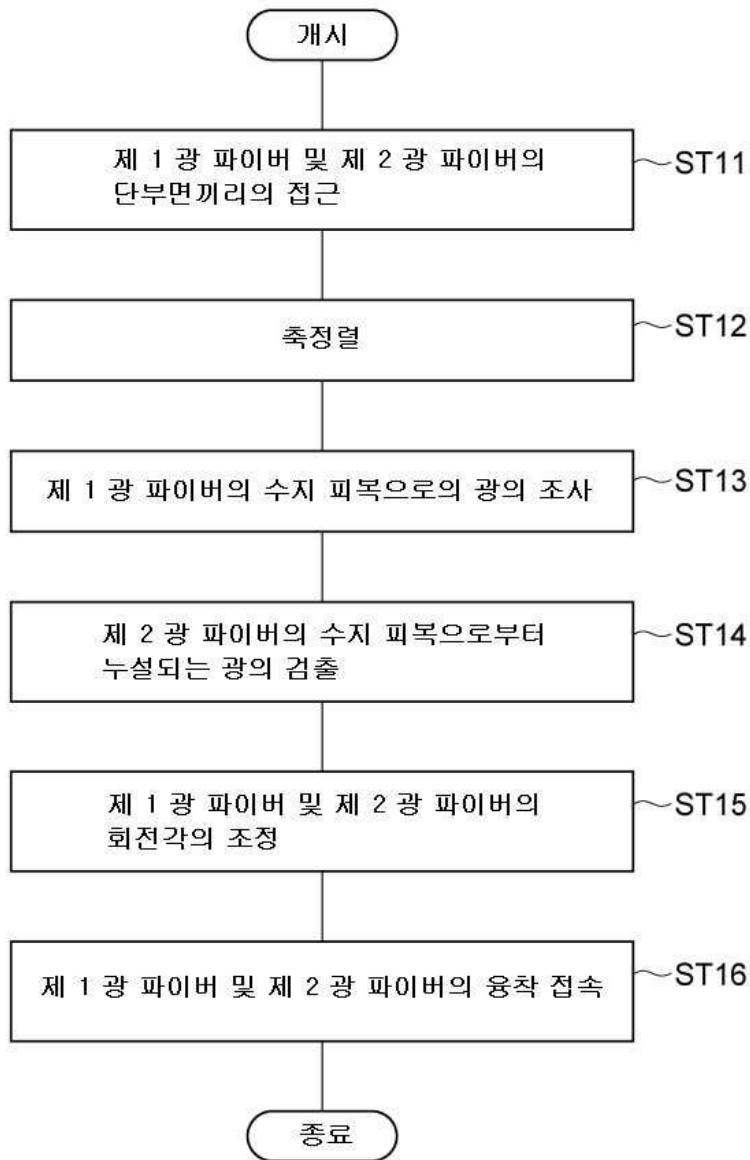 개시
제 1 광 파이버 및 제 2 광 파이버의
단부면끼리의 접근
ST11
축정렬
ST12
제 1 광 파이버의 수지 피복으로의 광의 조사
ST13
제 2 광 파이버의 수지 피복으로부터
누설되는 광의 검출
ST14
제 1 광 파이버 및 제 2 광 파이버의
회전각의 조정
ST15
제 1 광 파이버 및 제 2 광 파이버의 융착 접속
ST16
종료